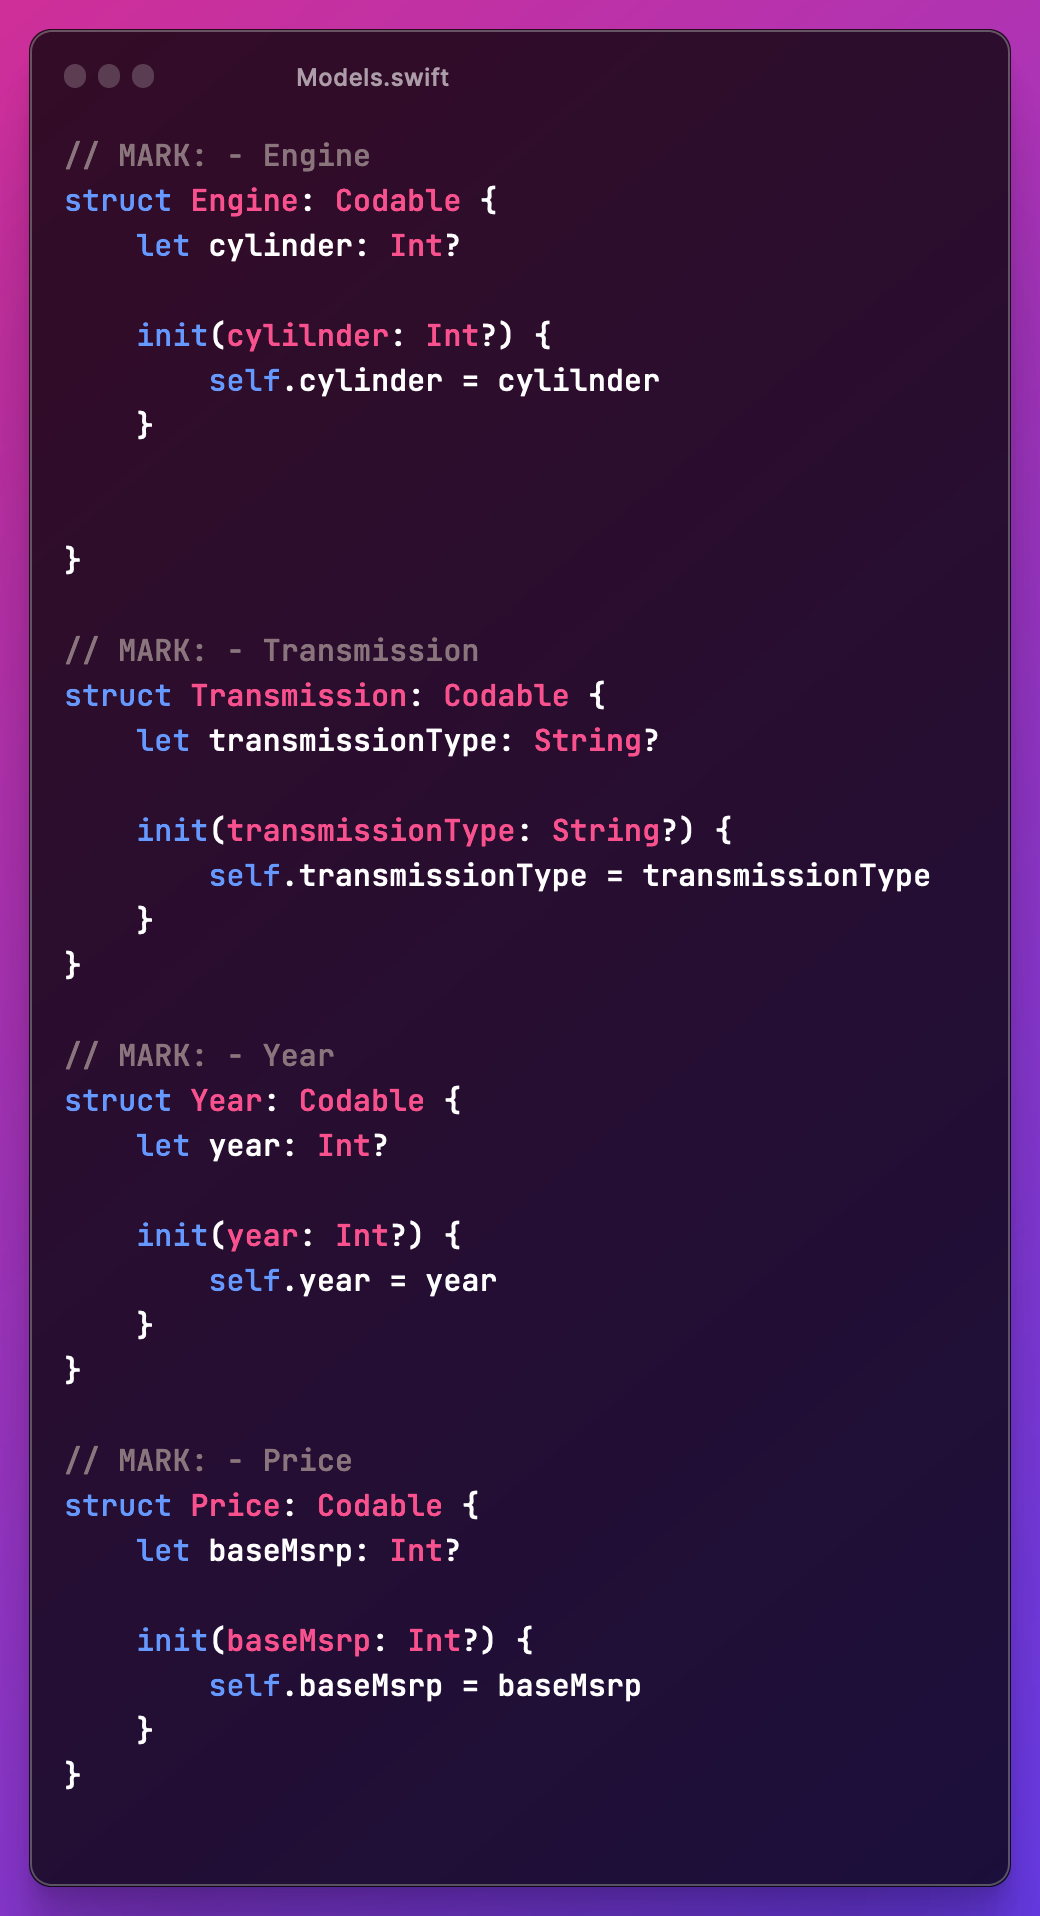 Models.swift
// MARK: - Engine
struct Engine: Codable {
    let cylinder: Int?
    init(cylilnder: Int?) {
        self.cylinder = cylilnder
    }
}
// MARK: - Transmission
struct Transmission: Codable {
    let transmissionType: String?
    init(transmissionType: String?) {
        self.transmissionType = transmissionType
    }
}
// MARK: - Year
struct Year: Codable {
    let year: Int?
    init(year: Int?) {
        self.year = year
    }
}
// MARK: - Price
struct Price: Codable {
    let baseMsrp: Int?
    init(baseMsrp: Int?) {
        self.baseMsrp = baseMsrp
    }
}